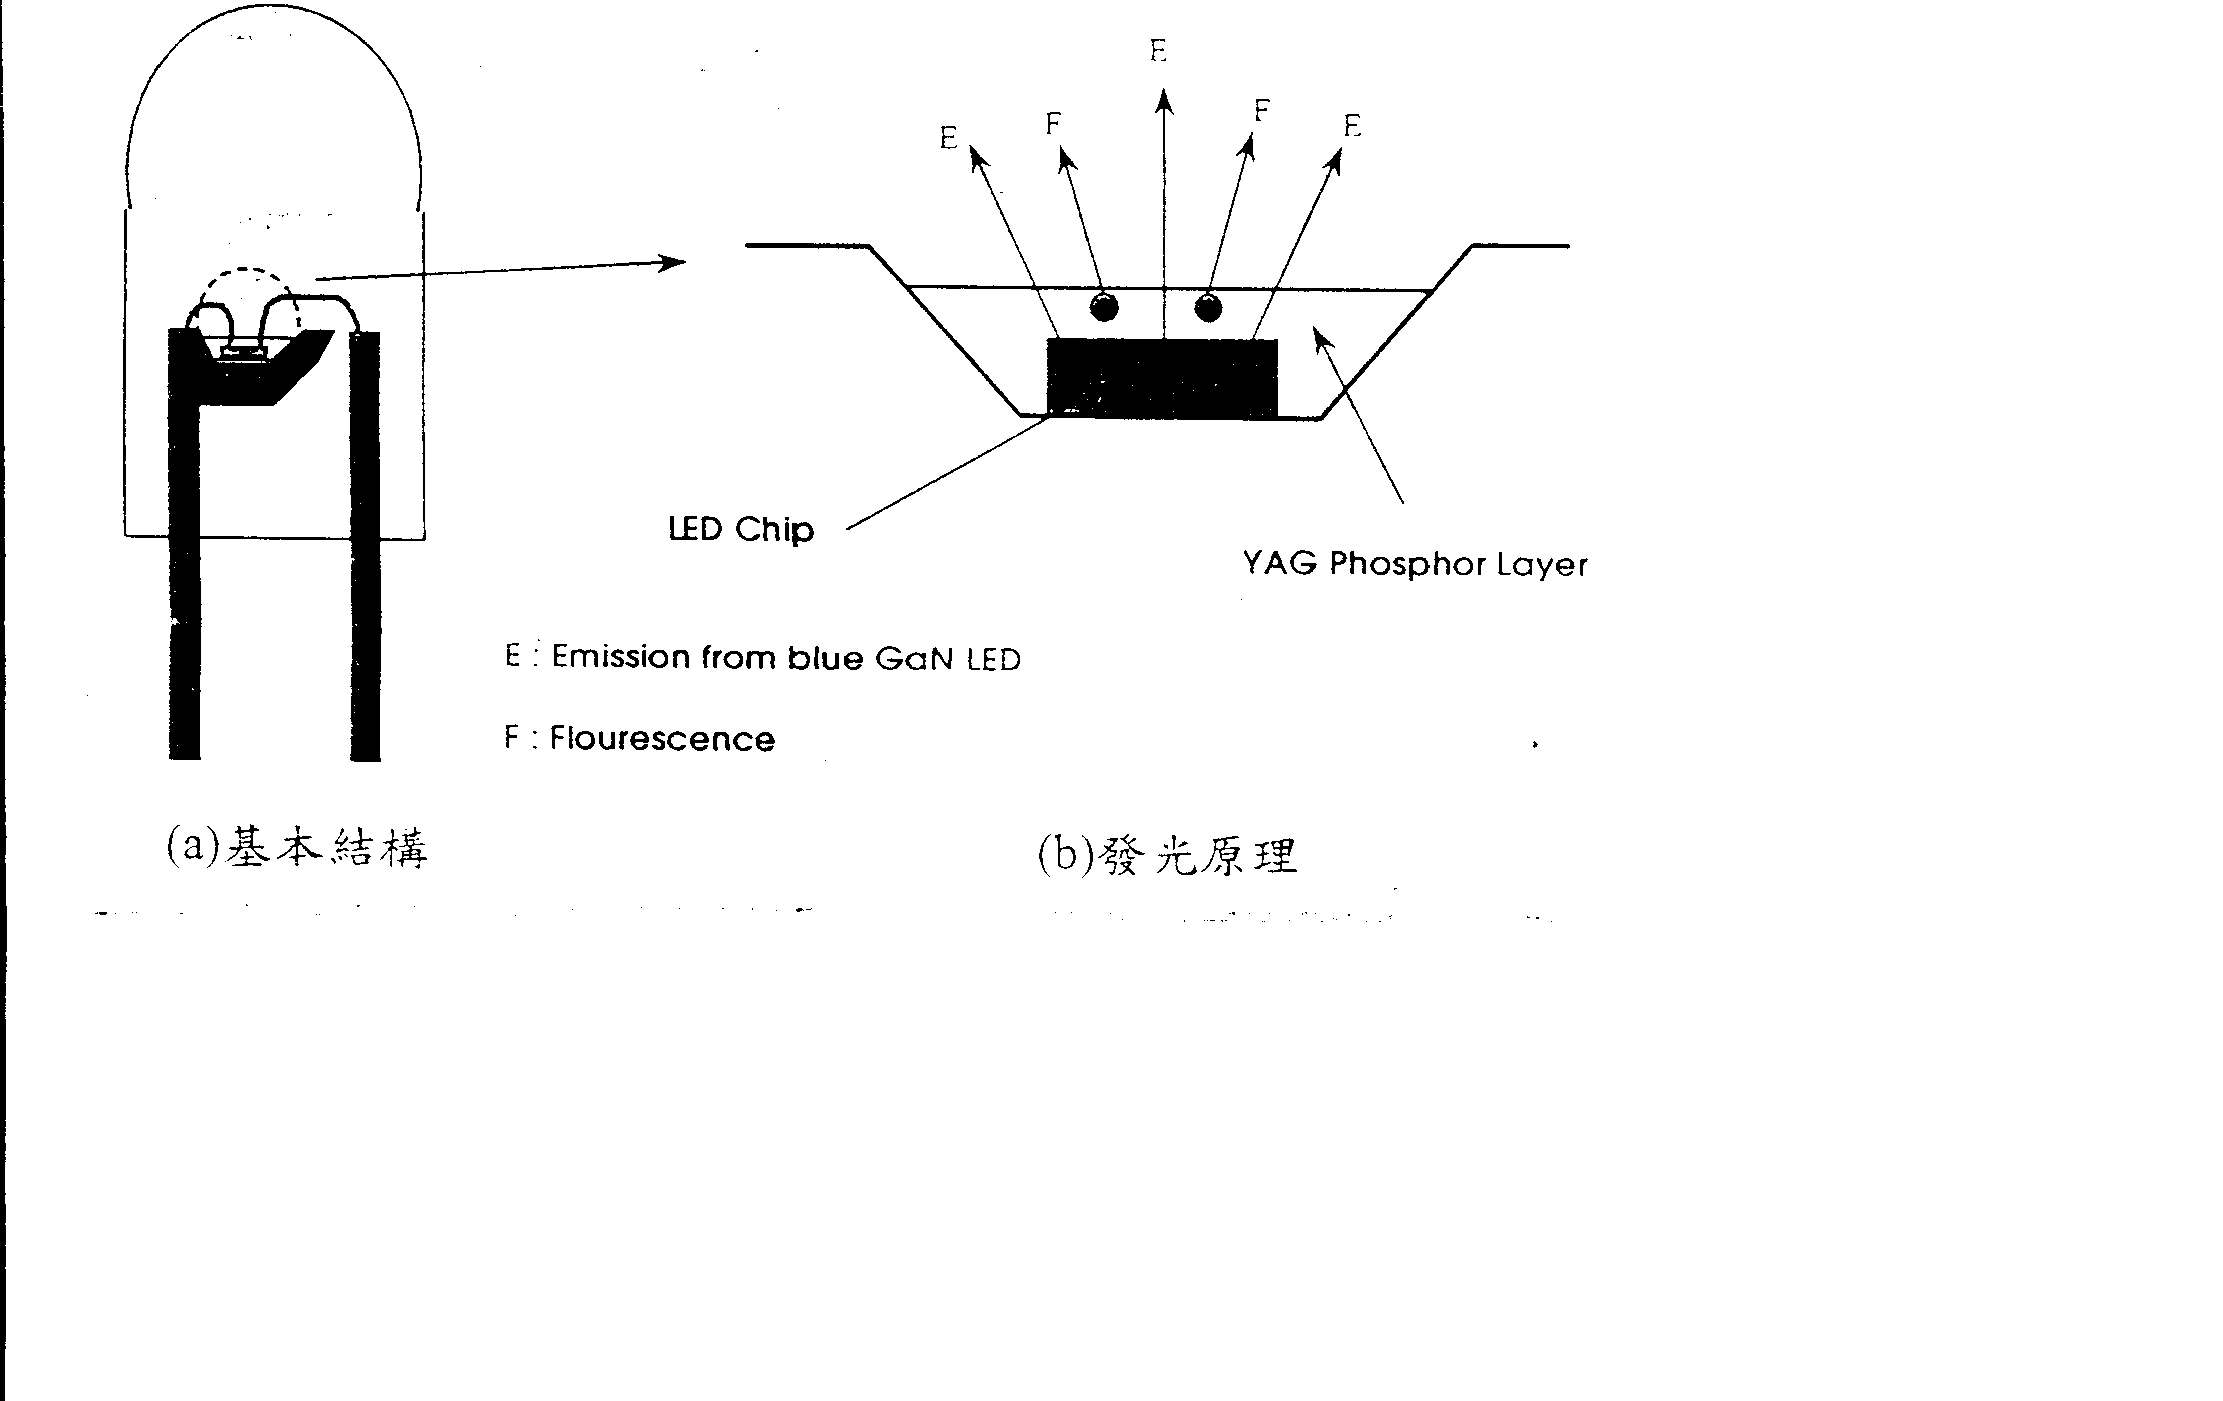 E
F
F
E
E
LED Chip
YAG Phosphor Layer
E : Emission from blue GaN LED
F : Flourescence
(a)基本結構
(b)發光原理